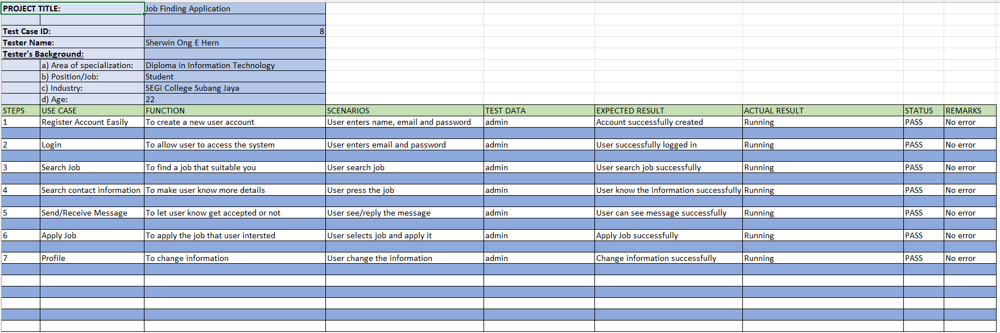 PROJECT TITLE: Job Finding Application
Test Case ID: 8
Tester Name: Sherwin Ong E Hern
Tester's Background:
a) Area of specialization: Diploma in Information Technology
b) Position/Job: Student
c) Industry: SEGi College Subang Jaya
d) Age: 22
STEPS USE CASE FUNCTION SCENARIOS TEST DATA EXPECTED RESULT ACTUAL RESULT STATUS REMARKS
1 Register Account Easily To create a new user account User enters name, email and password admin Account successfully created Running PASS No error
2 Login To allow user to access the system User enters email and password admin User successfully logged in Running PASS No error
3 Search Job To find a job that suitable you User search job admin User search job successfully Running PASS No error
4 Search contact information To make user know more details User press the job admin User know the information successfully Running PASS No error
5 Send/Receive Message To let user know get accepted or not User see/reply the message admin User can see message successfully Running PASS No error
6 Apply Job To apply the job that user intersted User selects job and apply it admin Apply Job successfully Running PASS No error
7 Profile To change information User change the information admin Change information successfully Running PASS No error